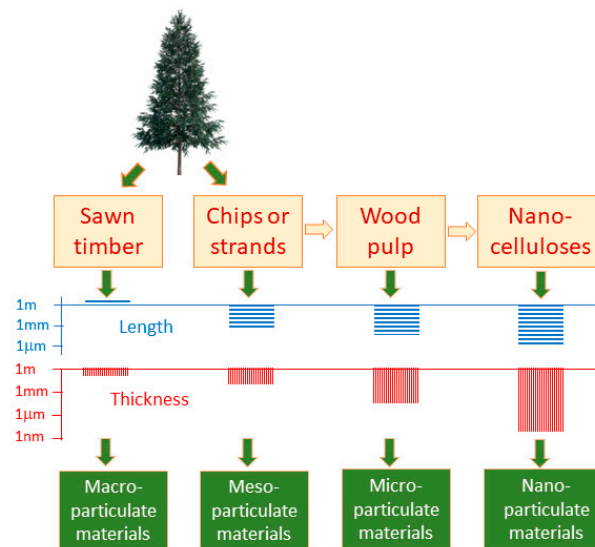 Sawn
timber
Chips or
strands
Wood
pulp
Nano-
celluloses
1m
1mm
1μm
Length
1m
1mm
1μm
1nm
Thickness
Macro-
particulate
materials
Meso-
particulate
materials
Micro-
particulate
materials
Nano-
particulate
materials